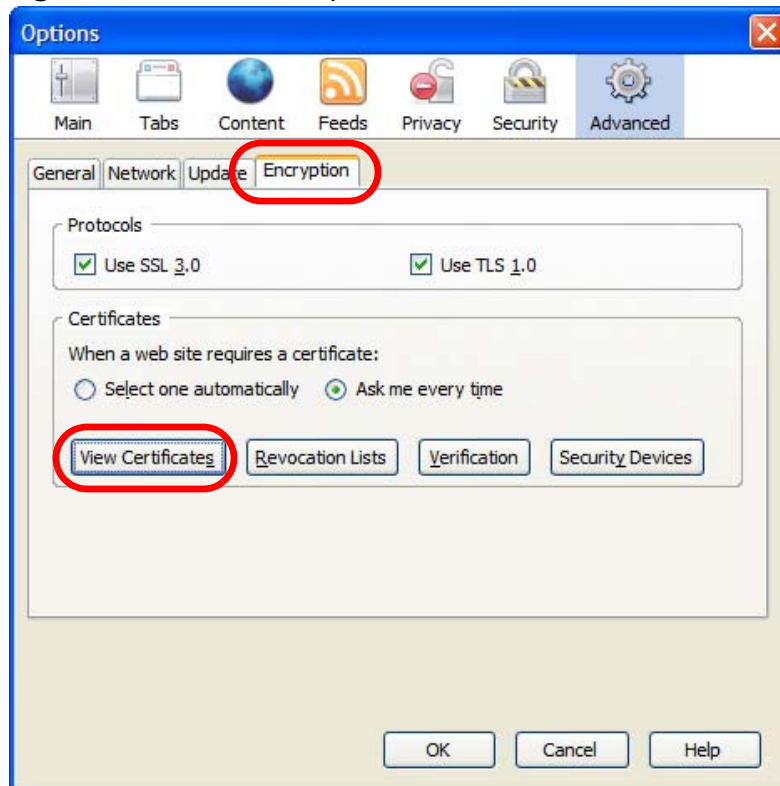 Options
Main Tabs Content Feeds Privacy Security Advanced
General Network Update Encryption
Protocols
Use SSL 3.0 Use TLS 1.0
Certificates
When a web site requires a certificate:
Select one automatically Ask me every time
View Certificates Revocation Lists Verification Security Devices
OK Cancel Help